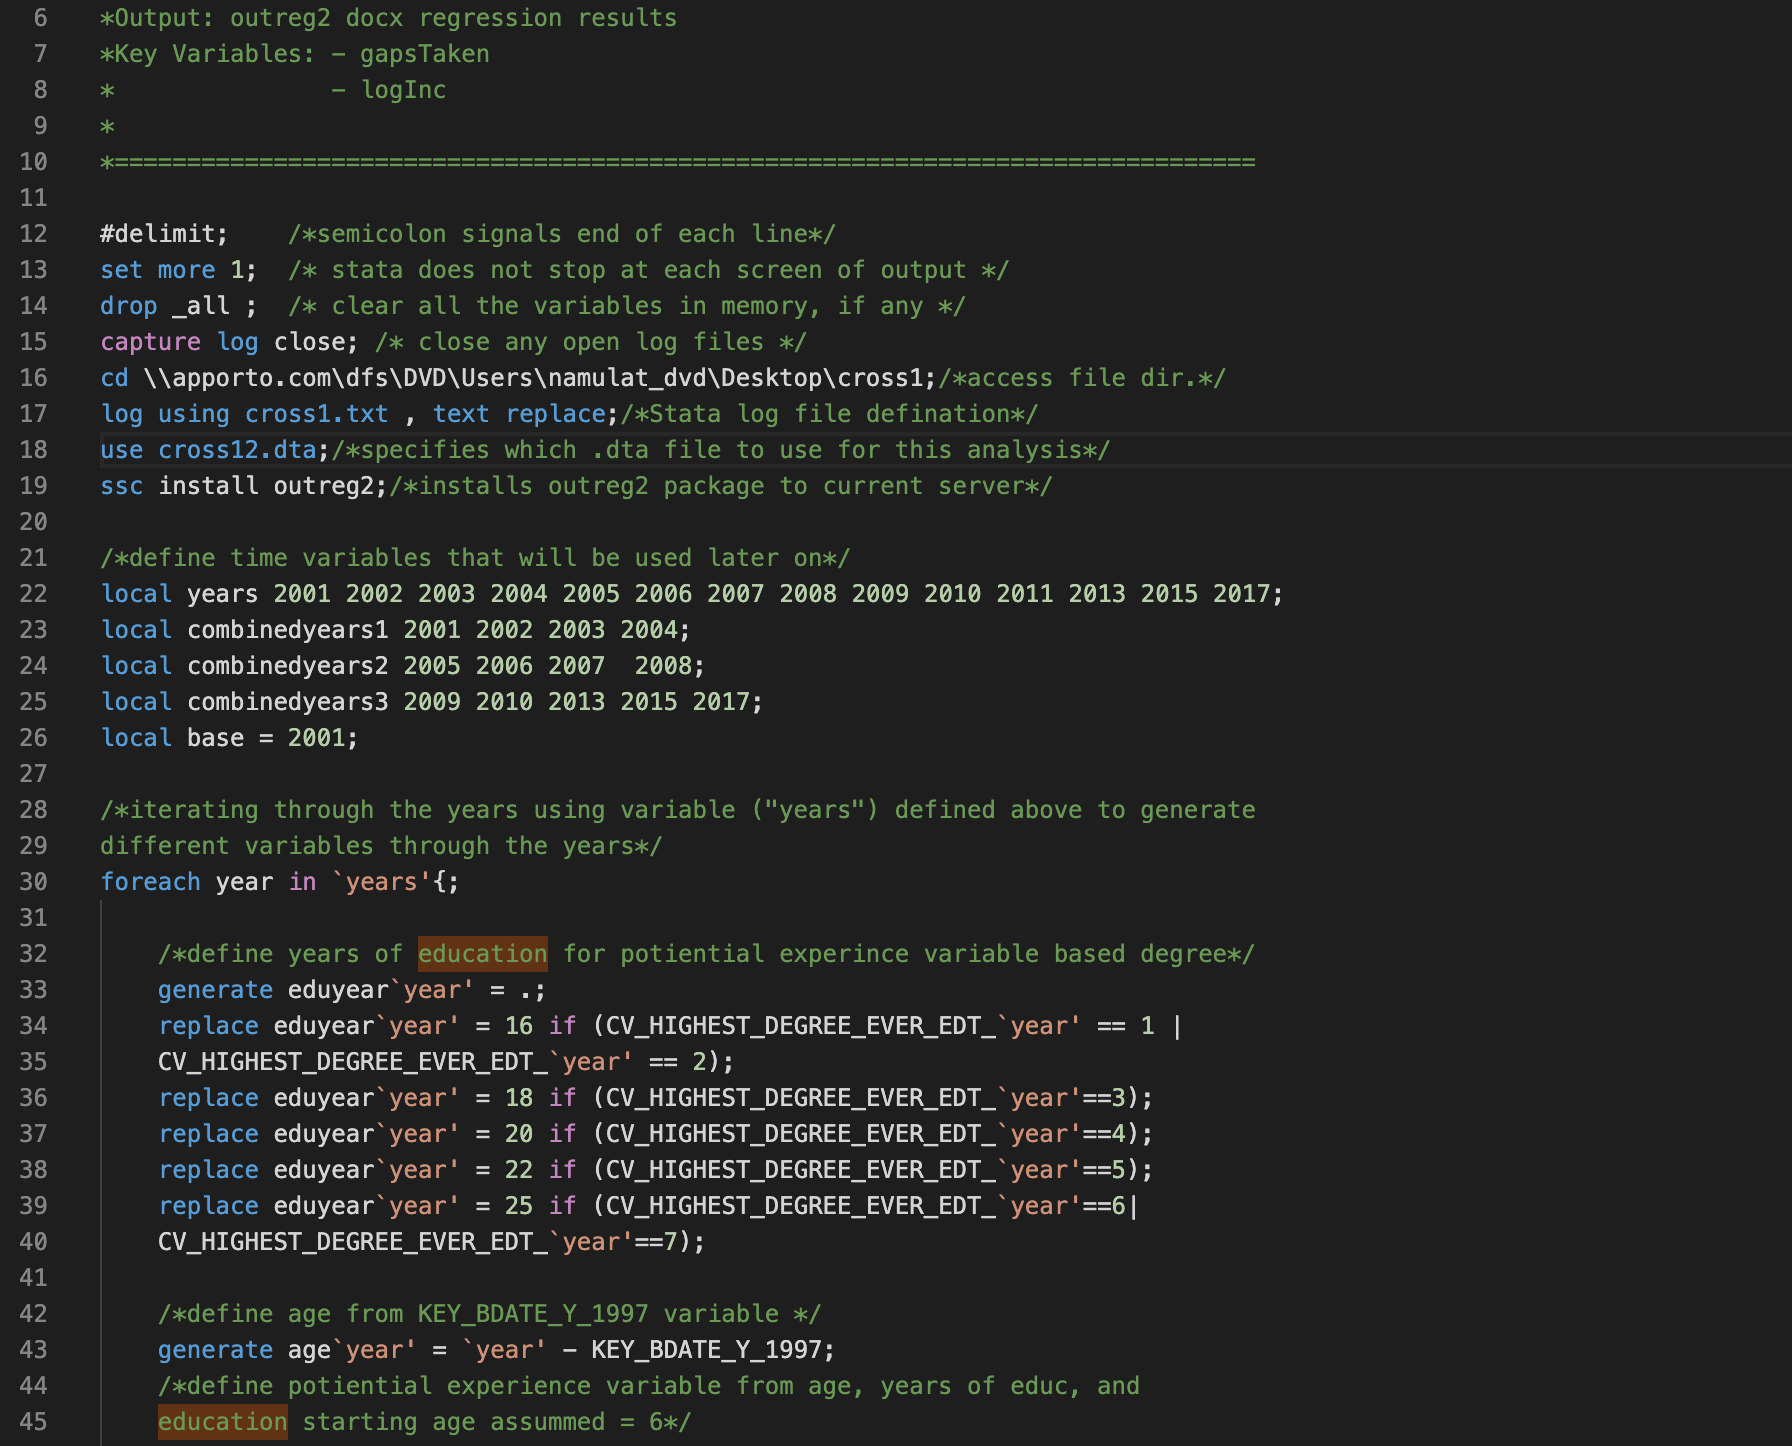 6 *Output: outreg2 docx regression results
7 *Key Variables: - gapsTaken
8 *               - logInc
9 *
10 *===============================================================================
11
12 #delimit;    /*semicolon signals end of each line*/
13 set more 1;  /* stata does not stop at each screen of output */
14 drop _all ;  /* clear all the variables in memory, if any */
15 capture log close; /* close any open log files */
16 cd \\apporto.com\dfs\DVD\Users\namulat_dvd\Desktop\cross1;/*access file dir.*/
17 log using cross1.txt , text replace;/*Stata log file defination*/
18 use cross12.dta;/*specifies which .dta file to use for this analysis*/
19 ssc install outreg2;/*installs outreg2 package to current server*/
20
21 /*define time variables that will be used later on*/
22 local years 2001 2002 2003 2004 2005 2006 2007 2008 2009 2010 2011 2013 2015 2017;
23 local combinedyears1 2001 2002 2003 2004;
24 local combinedyears2 2005 2006 2007  2008;
25 local combinedyears3 2009 2010 2013 2015 2017;
26 local base = 2001;
27
28 /*iterating through the years using variable ("years") defined above to generate
29 different variables through the years*/
30 foreach year in `years'{;
31
32     /*define years of education for potiential experince variable based degree*/
33     generate eduyear`year' = .;
34     replace eduyear`year' = 16 if (CV_HIGHEST_DEGREE_EVER_EDT_`year' == 1 |
35     CV_HIGHEST_DEGREE_EVER_EDT_`year' == 2);
36     replace eduyear`year' = 18 if (CV_HIGHEST_DEGREE_EVER_EDT_`year'==3);
37     replace eduyear`year' = 20 if (CV_HIGHEST_DEGREE_EVER_EDT_`year'==4);
38     replace eduyear`year' = 22 if (CV_HIGHEST_DEGREE_EVER_EDT_`year'==5);
39     replace eduyear`year' = 25 if (CV_HIGHEST_DEGREE_EVER_EDT_`year'==6|
40     CV_HIGHEST_DEGREE_EVER_EDT_`year'==7);
41
42     /*define age from KEY_BDATE_Y_1997 variable */
43     generate age`year' = `year' - KEY_BDATE_Y_1997;
44     /*define potiential experience variable from age, years of educ, and
45     education starting age assummed = 6*/